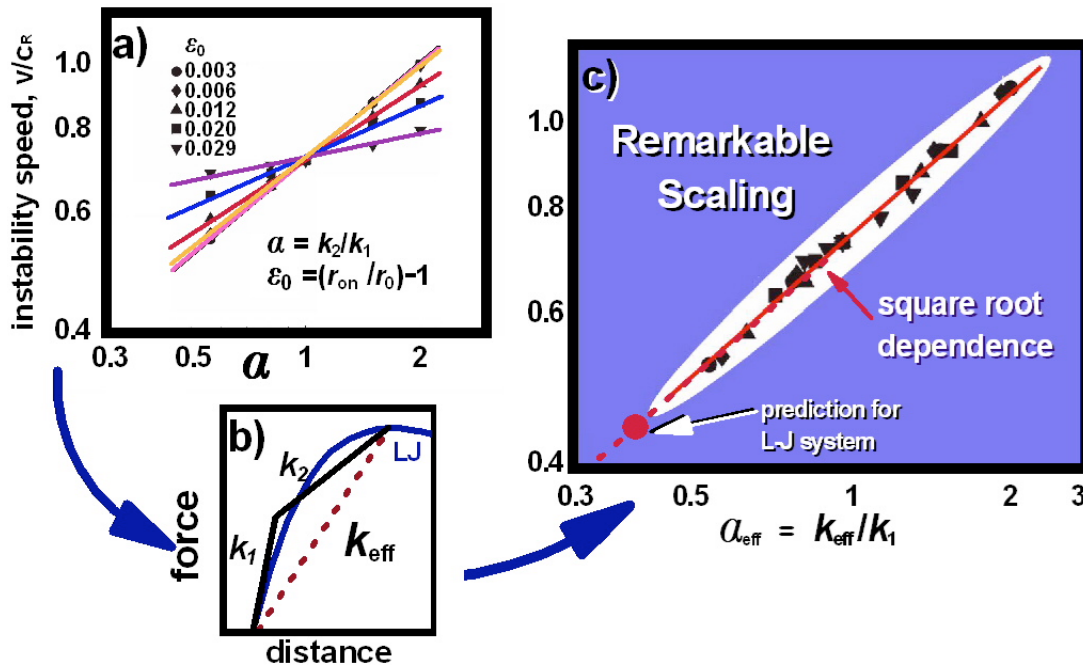 a)
ε0
0.003
0.006
0.012
0.020
0.029
instability speed, v/cR
1.0
0.8
0.6
0.4
α = k2/k1
ε0 =(ron /r0)-1
0.3 0.5 1 2
α
b)
k1
k2
LJ
keff
force
distance
c)
Remarkable
Scaling
square root
dependence
prediction for
L-J system
1.0
0.8
0.6
0.4
0.3 0.5 1 2 3
αeff = keff/k1